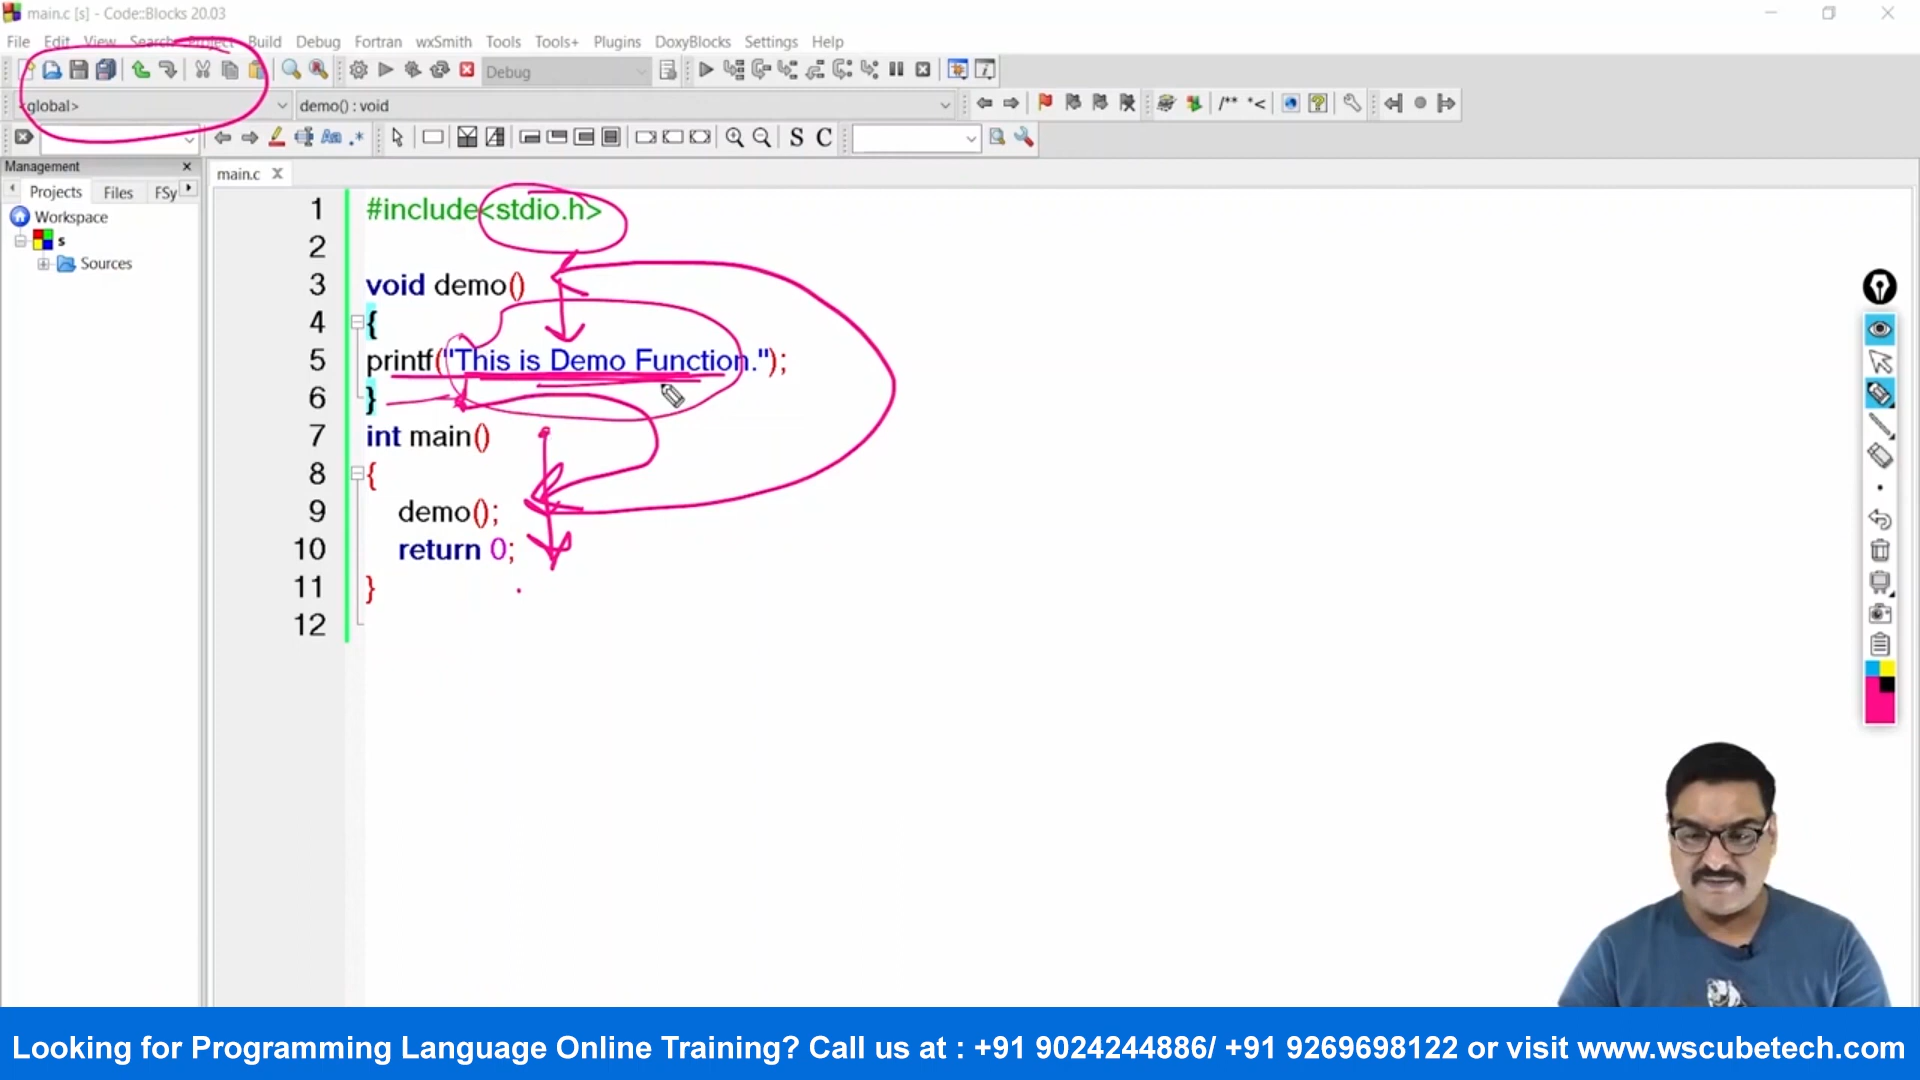 main.c [s] - Code::Blocks 20.03
File Edit View Search Project Build Debug Fortran wxSmith Tools Tools+ Plugins DoxyBlocks Settings Help
Debug
<global> demo() : void
/** *<
Aa .* S C
Management
main.c
Projects Files FSy
Workspace
s
Sources
1 #include<stdio.h>
2
3 void demo()
4 {
5 printf("This is Demo Function.");
6 }
7 int main()
8 {
9 demo();
10 return 0;
11 }
12
Looking for Programming Language Online Training? Call us at : +91 9024244886/ +91 9269698122 or visit www.wscubetech.com